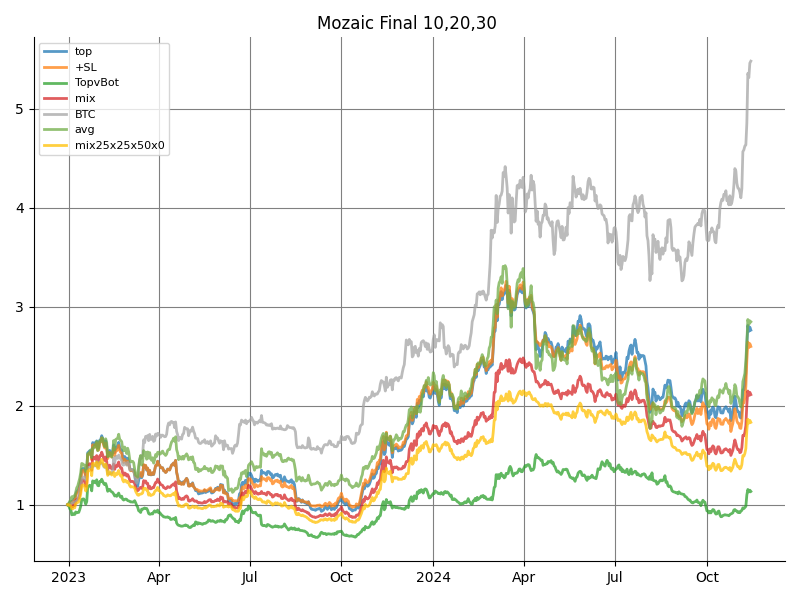 Mozaic Final 10,20,30
top
+SL
TopvBot
mix
BTC
avg
mix25x25x50x0
5
4
3
2
1
2023 Apr Jul Oct 2024 Apr Jul Oct